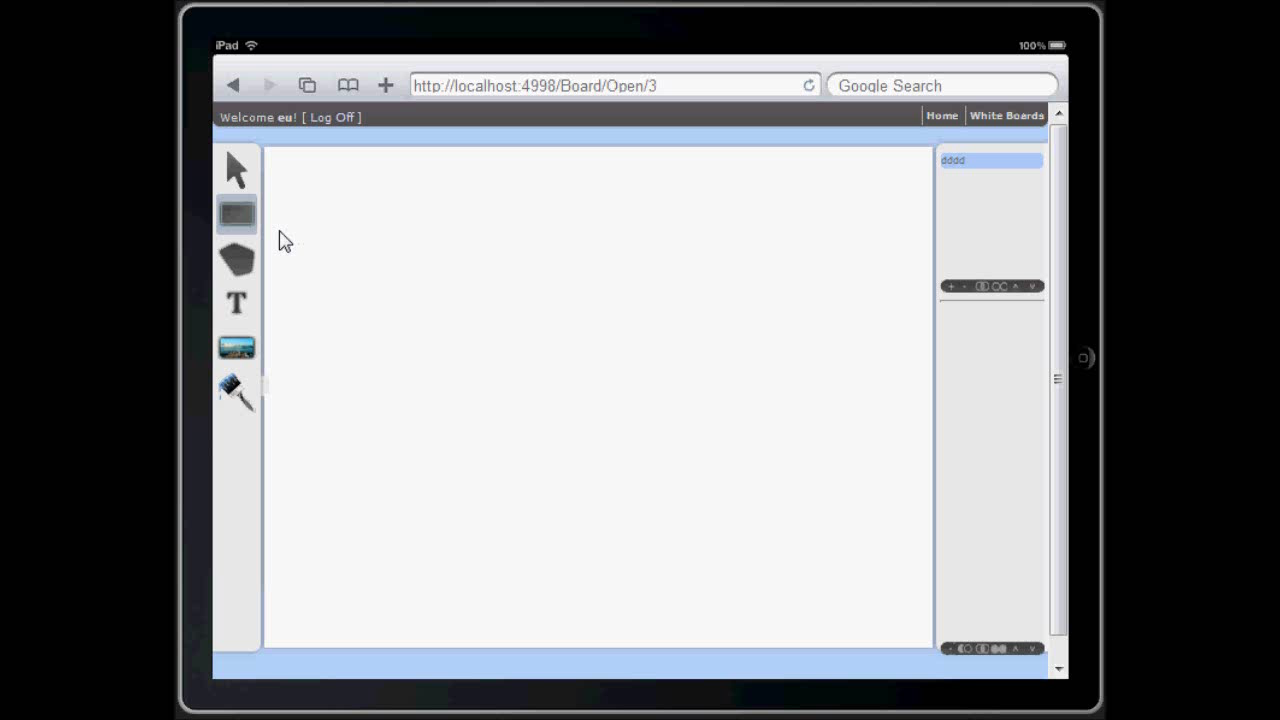 iPad 100%
http://localhost:4998/Board/Open/3 Google Search
Welcome eu! [ Log Off ] Home White Boards
dddd
T